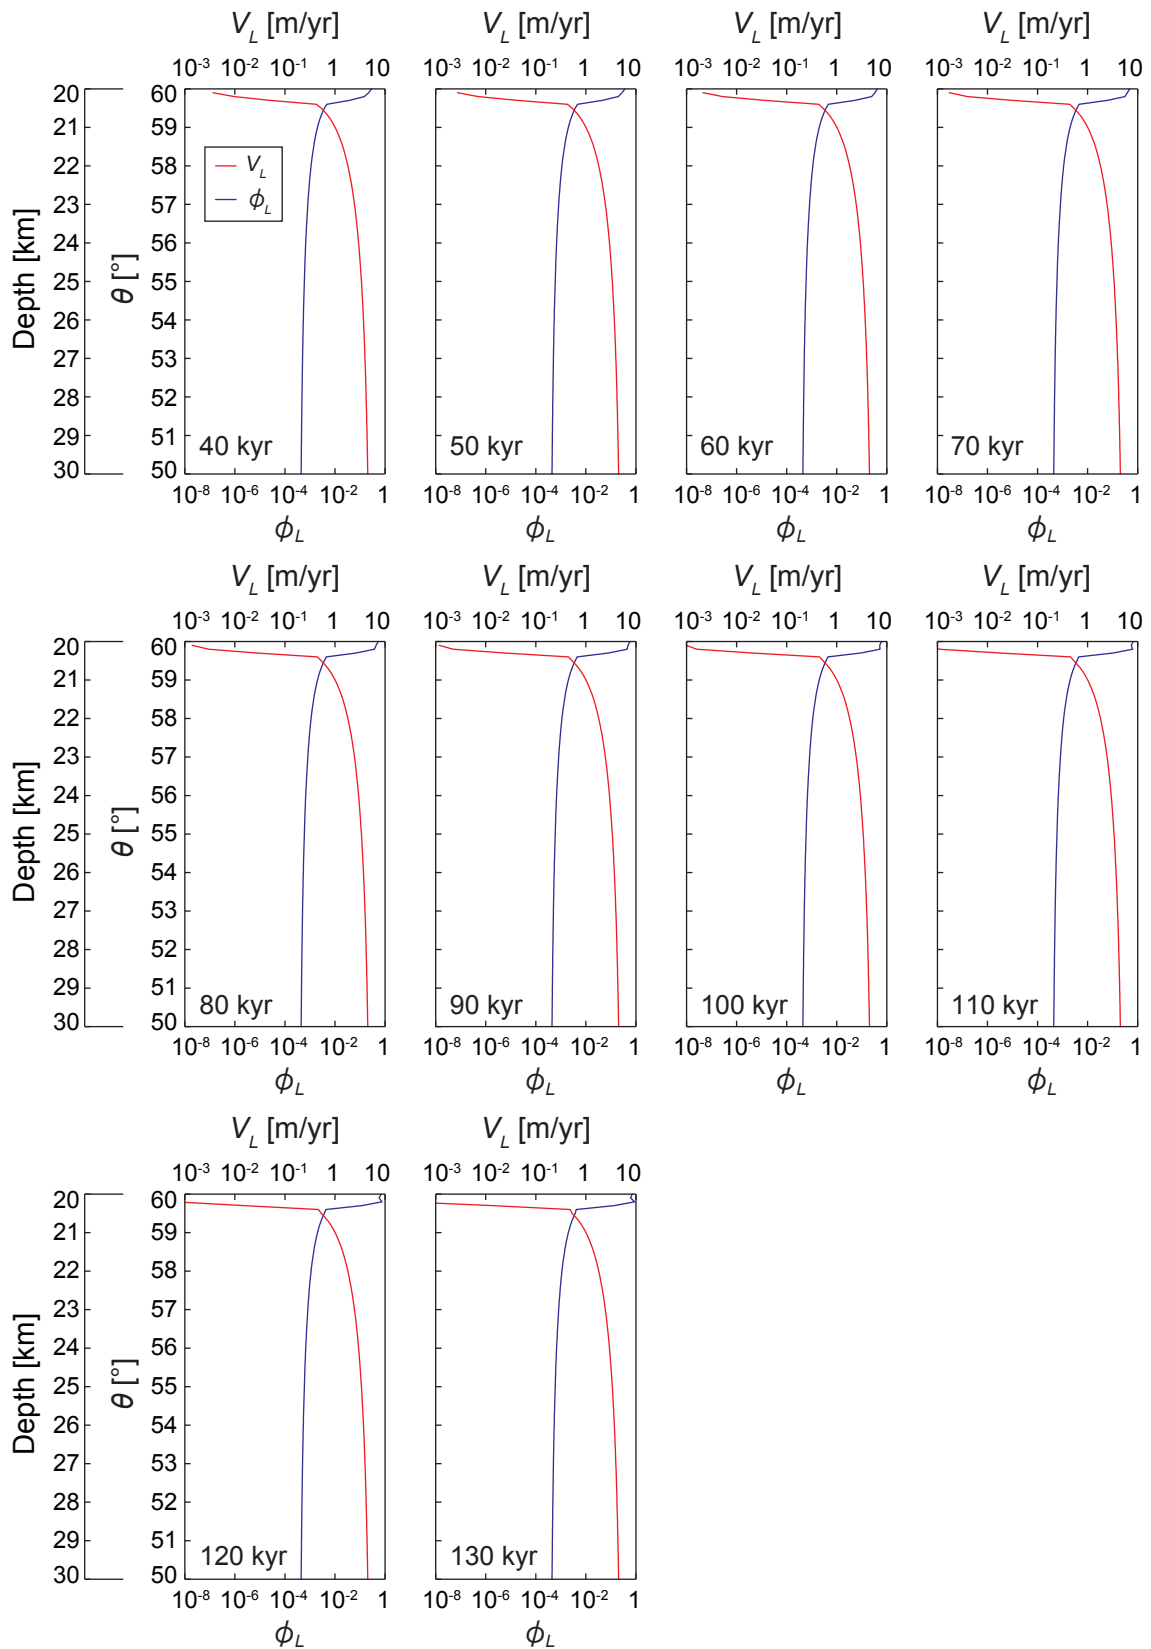 V_L [m/yr] V_L [m/yr] V_L [m/yr] V_L [m/yr]
10⁻³ 10⁻² 10⁻¹ 1 10 10⁻³ 10⁻² 10⁻¹ 1 10 10⁻³ 10⁻² 10⁻¹ 1 10 10⁻³ 10⁻² 10⁻¹ 1 10
20 60
21 59
22 58
V_L
23 57
ϕ_L
24 56
Depth [km] θ [°]
25 55
26 54
27 53
28 52
29 51
40 kyr 50 kyr 60 kyr 70 kyr
30 50
10⁻⁸ 10⁻⁶ 10⁻⁴ 10⁻² 1 10⁻⁸ 10⁻⁶ 10⁻⁴ 10⁻² 1 10⁻⁸ 10⁻⁶ 10⁻⁴ 10⁻² 1 10⁻⁸ 10⁻⁶ 10⁻⁴ 10⁻² 1
ϕ_L ϕ_L ϕ_L ϕ_L
V_L [m/yr] V_L [m/yr] V_L [m/yr] V_L [m/yr]
10⁻³ 10⁻² 10⁻¹ 1 10 10⁻³ 10⁻² 10⁻¹ 1 10 10⁻³ 10⁻² 10⁻¹ 1 10 10⁻³ 10⁻² 10⁻¹ 1 10
20 60
21 59
22 58
23 57
24 56
Depth [km] θ [°]
25 55
26 54
27 53
28 52
29 51
80 kyr 90 kyr 100 kyr 110 kyr
30 50
10⁻⁸ 10⁻⁶ 10⁻⁴ 10⁻² 1 10⁻⁸ 10⁻⁶ 10⁻⁴ 10⁻² 1 10⁻⁸ 10⁻⁶ 10⁻⁴ 10⁻² 1 10⁻⁸ 10⁻⁶ 10⁻⁴ 10⁻² 1
ϕ_L ϕ_L ϕ_L ϕ_L
V_L [m/yr] V_L [m/yr]
10⁻³ 10⁻² 10⁻¹ 1 10 10⁻³ 10⁻² 10⁻¹ 1 10
20 60
21 59
22 58
23 57
24 56
Depth [km] θ [°]
25 55
26 54
27 53
28 52
29 51
120 kyr 130 kyr
30 50
10⁻⁸ 10⁻⁶ 10⁻⁴ 10⁻² 1 10⁻⁸ 10⁻⁶ 10⁻⁴ 10⁻² 1
ϕ_L ϕ_L